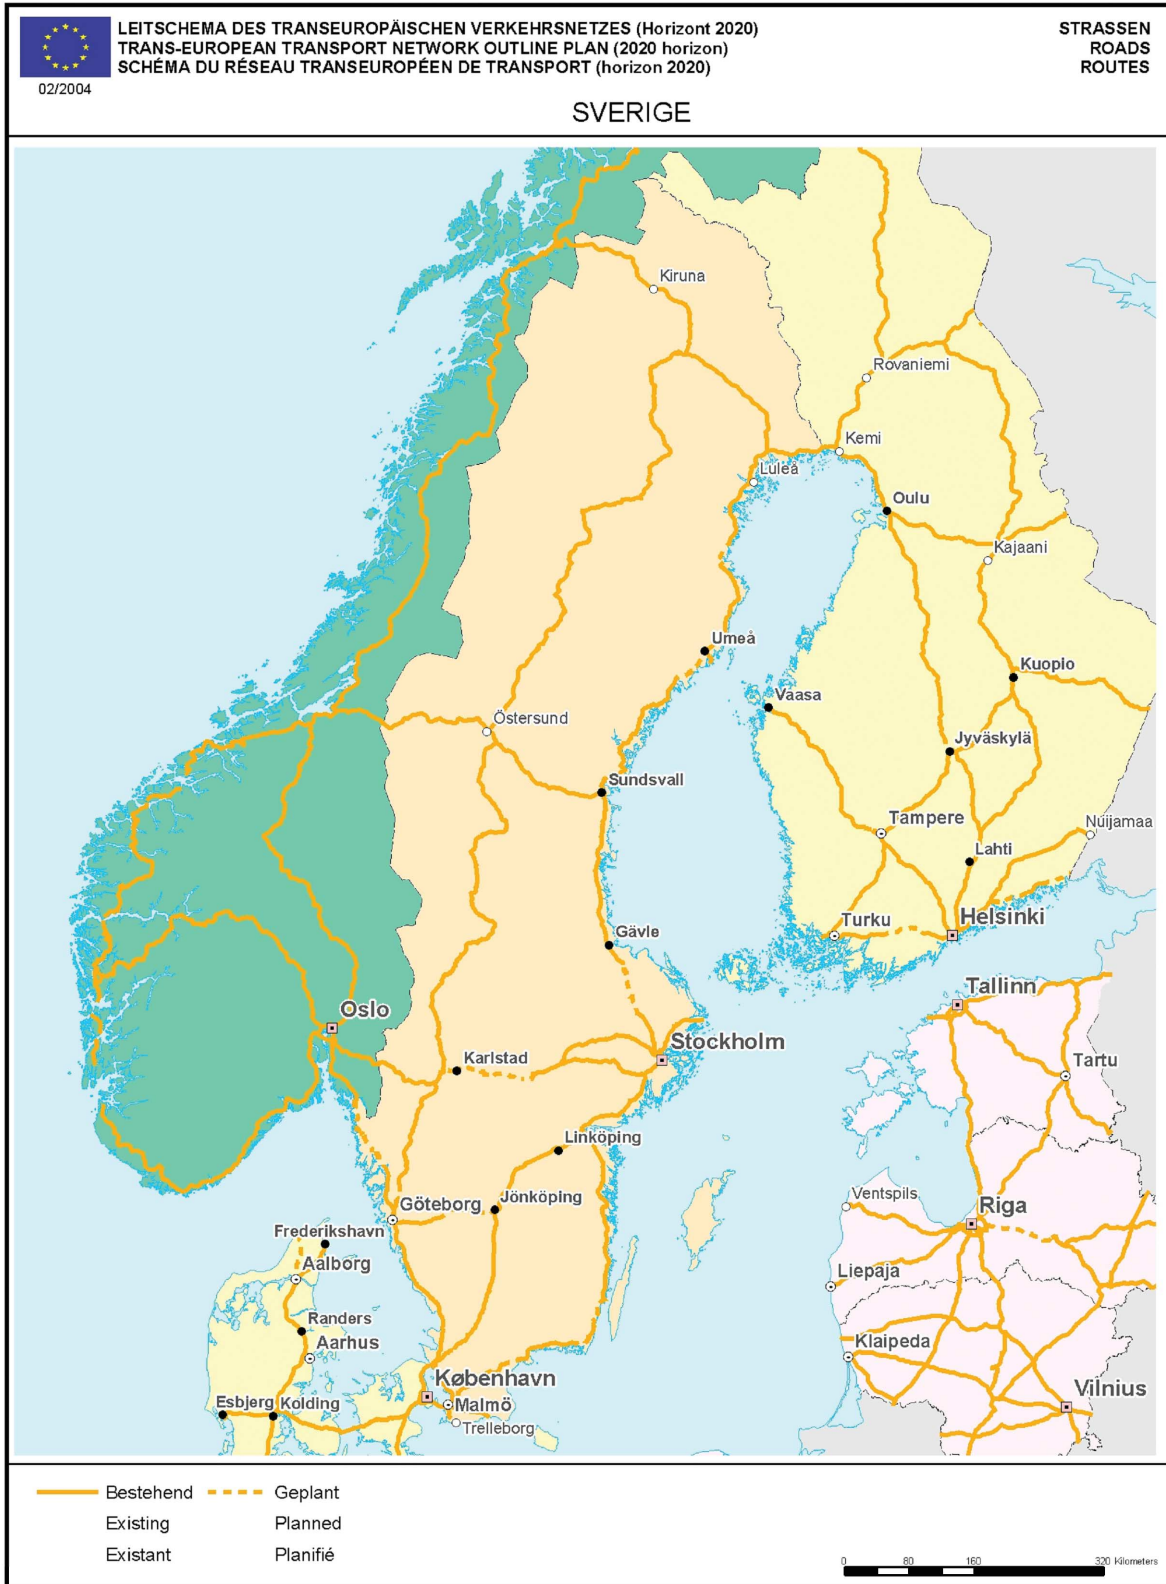 LEITSCHEMA DES TRANSEUROPÄISCHEN VERKEHRSNETZES (Horizont 2020)
TRANS-EUROPEAN TRANSPORT NETWORK OUTLINE PLAN (2020 horizon)
SCHÉMA DU RÉSEAU TRANSEUROPÉEN DE TRANSPORT (horizon 2020)
STRASSEN
ROADS
ROUTES
02/2004
SVERIGE
Kiruna
Rovaniemi
Kemi
Luleå
Oulu
Kajaani
Umeå
Kuopio
Vaasa
Östersund
Jyväskylä
Sundsvall
Tampere
Nuijamaa
Lahti
Turku
Helsinki
Gävle
Tallinn
Oslo
Stockholm
Karlstad
Tartu
Linköping
Ventspils
Jönköping
Göteborg
Riga
Frederikshavn
Aalborg
Liepaja
Randers
Aarhus
Klaipeda
København
Vilnius
Esbjerg
Kolding
Malmö
Trelleborg
Bestehend
Geplant
Existing
Planned
Existant
Planifié
0 80 160 320 Kilometers